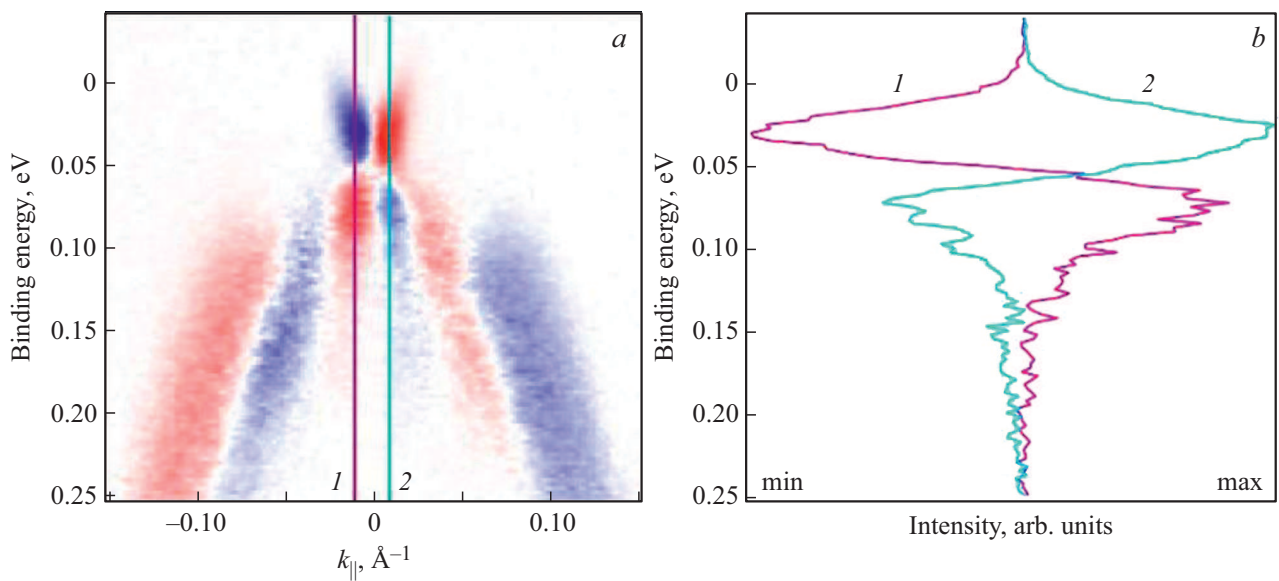 a
0
0.05
0.10
0.15
0.20
0.25
Binding energy, eV
1
2
–0.10
0
0.10
k||, Å–1
b
1
2
0
0.05
0.10
0.15
0.20
0.25
Binding energy, eV
min
max
Intensity, arb. units